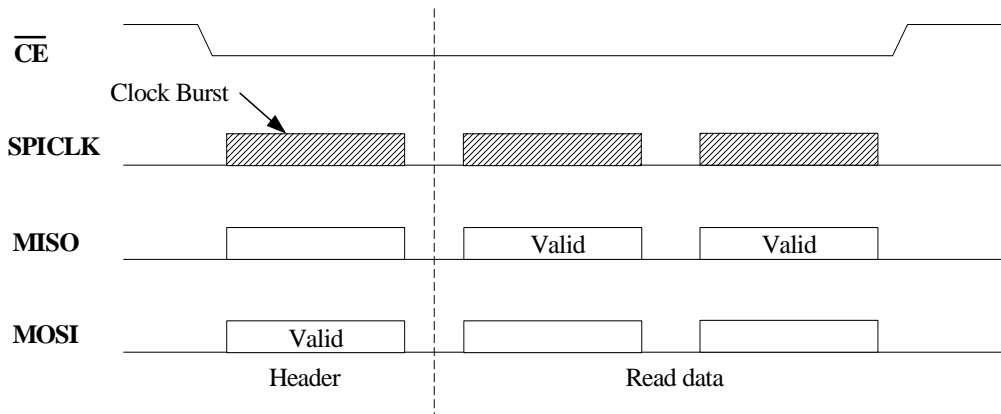 CE
Clock Burst
SPICLK
MISO
Valid
Valid
MOSI
Valid
Header
Read data